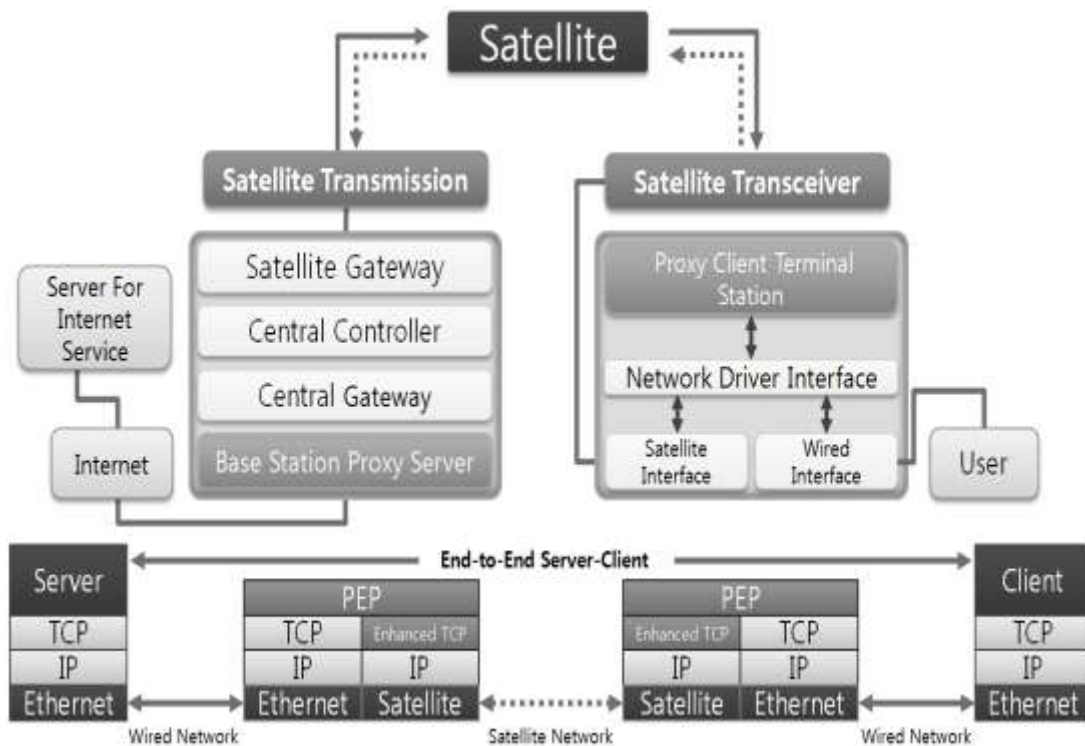 Satellite
Satellite Transmission
Satellite Transceiver
Server For
Internet
Service
Internet
Satellite Gateway
Central Controller
Central Gateway
Base Station Proxy Server
Proxy Client Terminal
Station
Network Driver Interface
Satellite
Interface
Wired
Interface
User
End-to-End Server-Client
Server
TCP
IP
Ethernet
PEP
TCP
Enhanced TCP
IP
IP
Ethernet
Satellite
PEP
Enhanced TCP
TCP
IP
IP
Satellite
Ethernet
Client
TCP
IP
Ethernet
Wired Network
Satellite Network
Wired Network